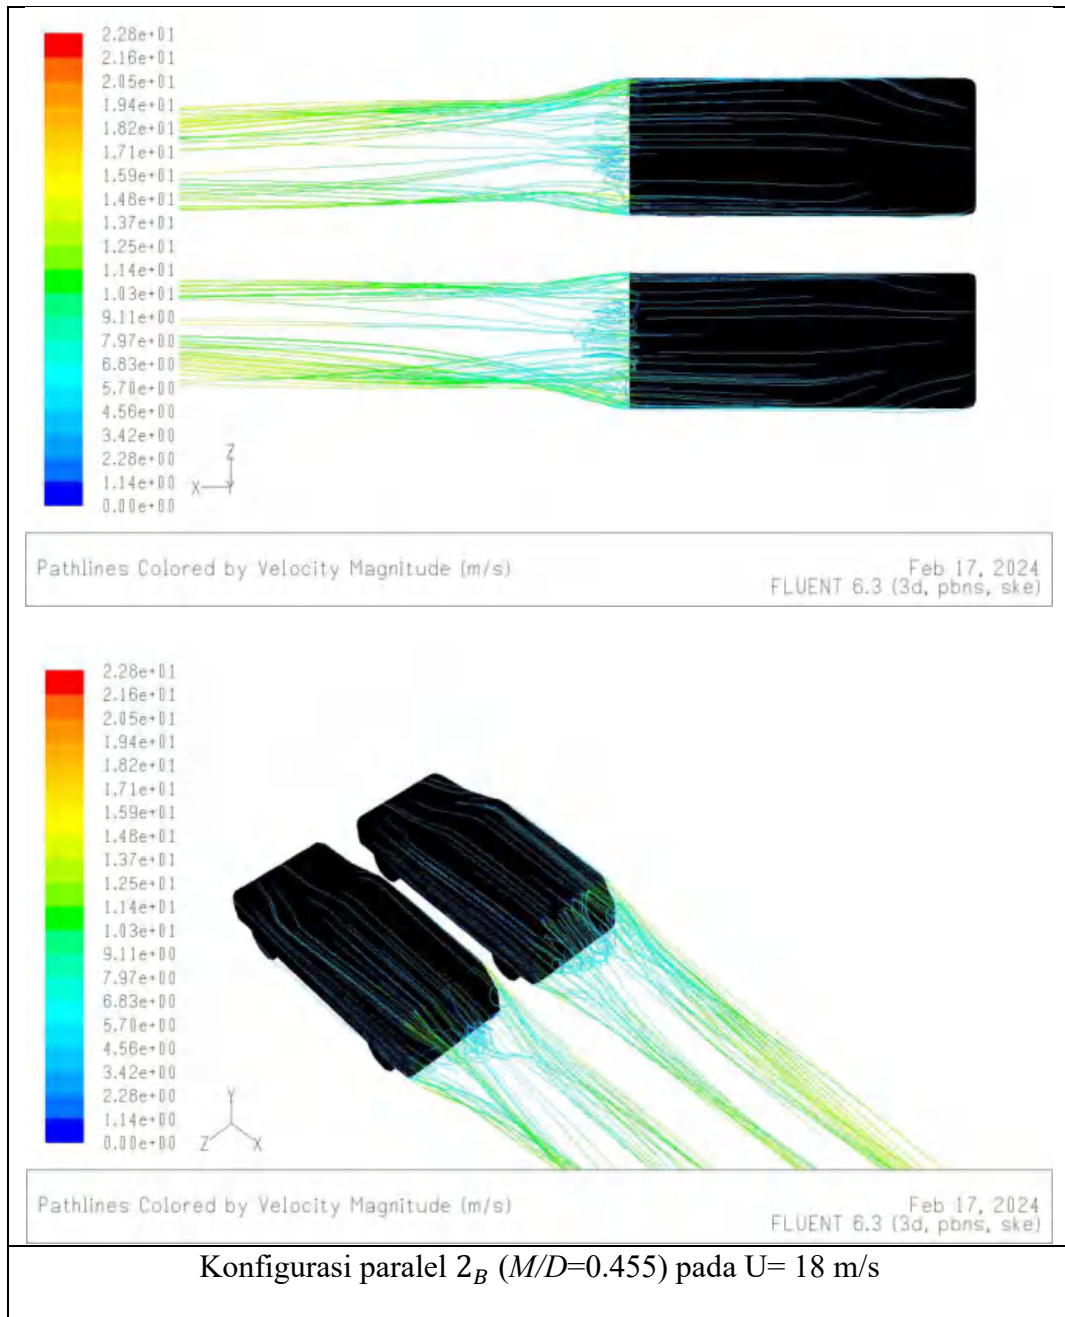 2.28e+01
2.16e+01
2.05e+01
1.94e+01
1.82e+01
1.71e+01
1.59e+01
1.48e+01
1.37e+01
1.25e+01
1.14e+01
1.03e+01
9.11e+00
7.97e+00
6.83e+00
5.70e+00
4.56e+00
3.42e+00
2.28e+00
1.14e+00
0.00e+00
Z
X
Y
Pathlines Colored by Velocity Magnitude (m/s)
Feb 17, 2024
FLUENT 6.3 (3d, pbns, ske)
2.28e+01
2.16e+01
2.05e+01
1.94e+01
1.82e+01
1.71e+01
1.59e+01
1.48e+01
1.37e+01
1.25e+01
1.14e+01
1.03e+01
9.11e+00
7.97e+00
6.83e+00
5.70e+00
4.56e+00
3.42e+00
2.28e+00
1.14e+00
0.00e+00
Y
Z
X
Pathlines Colored by Velocity Magnitude (m/s)
Feb 17, 2024
FLUENT 6.3 (3d, pbns, ske)
Konfigurasi paralel 2_B (M/D=0.455) pada U= 18 m/s